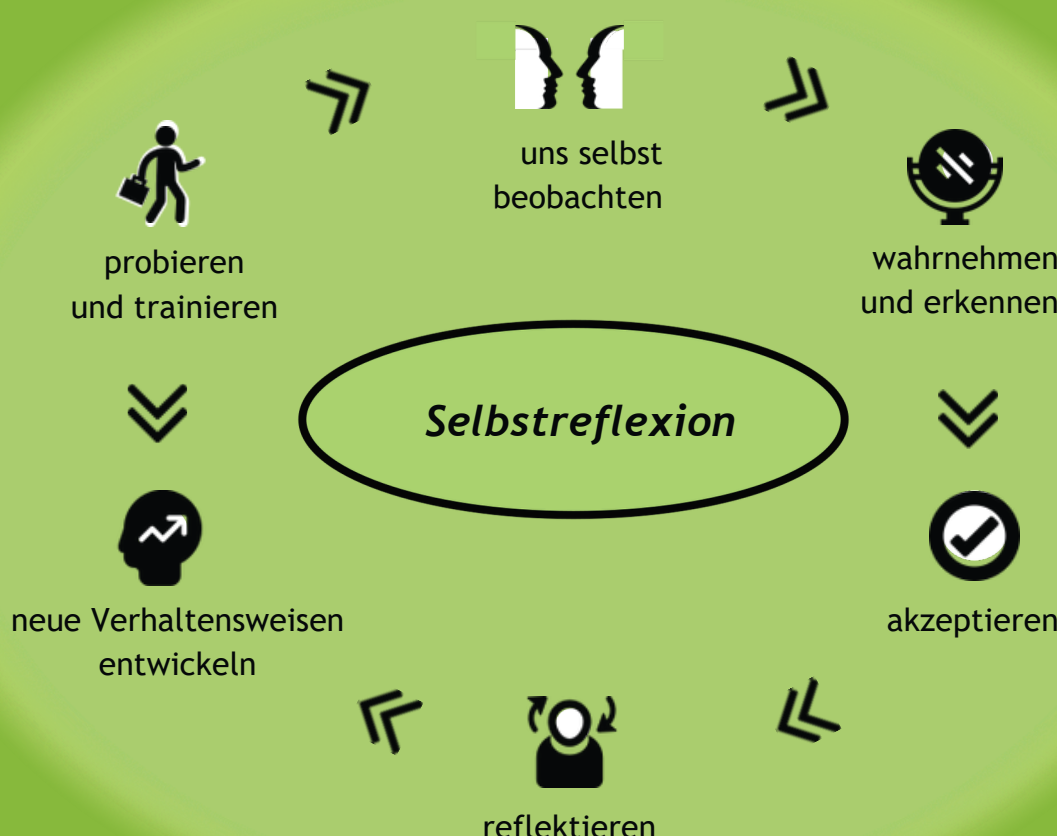 uns selbst
beobachten
wahrnehmen
und erkennen
akzeptieren
reflektieren
neue Verhaltensweisen
entwickeln
probieren
und trainieren
Selbstreflexion